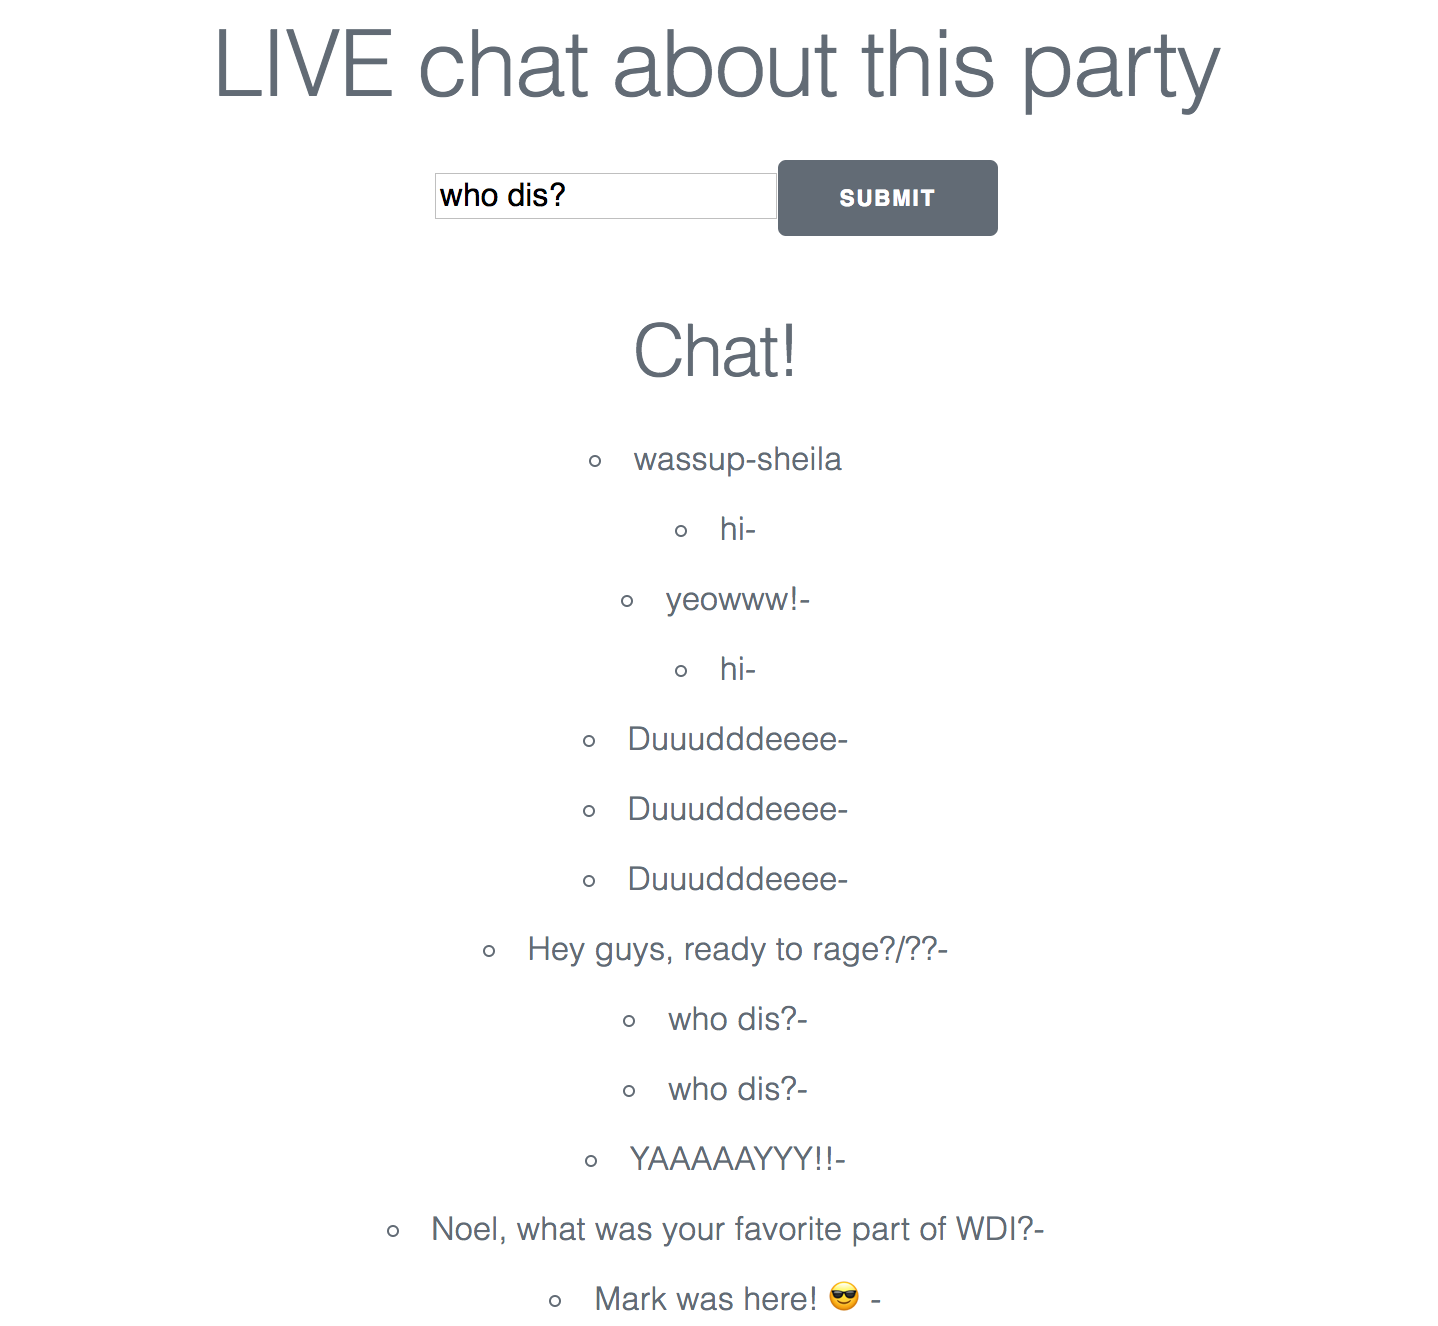 LIVE chat about this party
who dis?
SUBMIT
Chat!
wassup-sheila
hi-
yeowww!-
hi-
Duuudddeeee-
Duuudddeeee-
Duuudddeeee-
Hey guys, ready to rage?/??-
who dis?-
who dis?-
YAAAAAYYY!!-
Noel, what was your favorite part of WDI?-
Mark was here! 😎 -